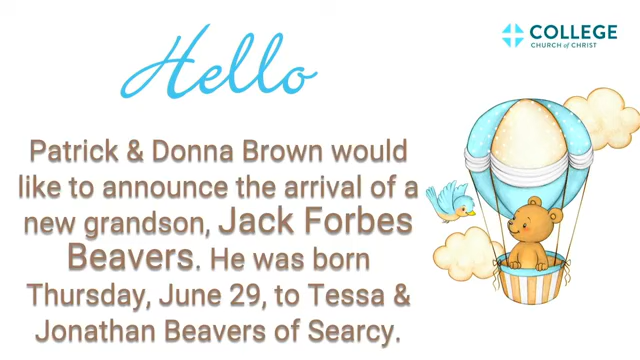 Hello
COLLEGE
CHURCH of CHRIST
Patrick & Donna Brown would
like to announce the arrival of a
new grandson, Jack Forbes
Beavers. He was born
Thursday, June 29, to Tessa &
Jonathan Beavers of Searcy.